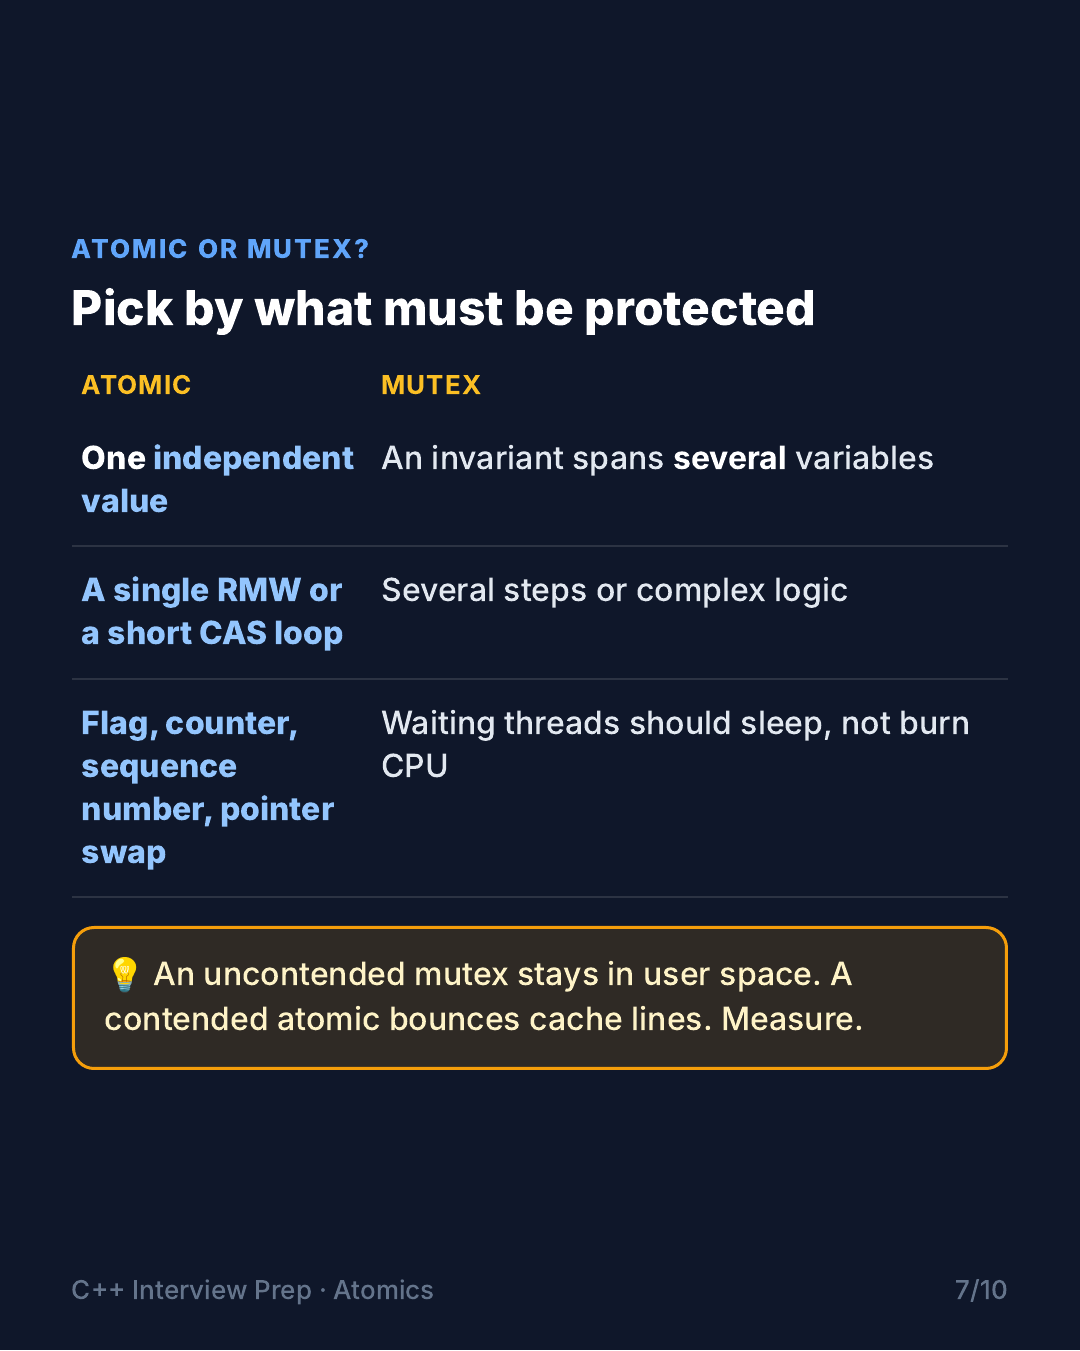 ATOMIC OR MUTEX?
Pick by what must be protected
ATOMIC
MUTEX
One independent
value
An invariant spans several variables
A single RMW or
a short CAS loop
Several steps or complex logic
Flag, counter,
sequence
number, pointer
swap
Waiting threads should sleep, not burn
CPU
💡 An uncontended mutex stays in user space. A
contended atomic bounces cache lines. Measure.
C++ Interview Prep · Atomics
7/10